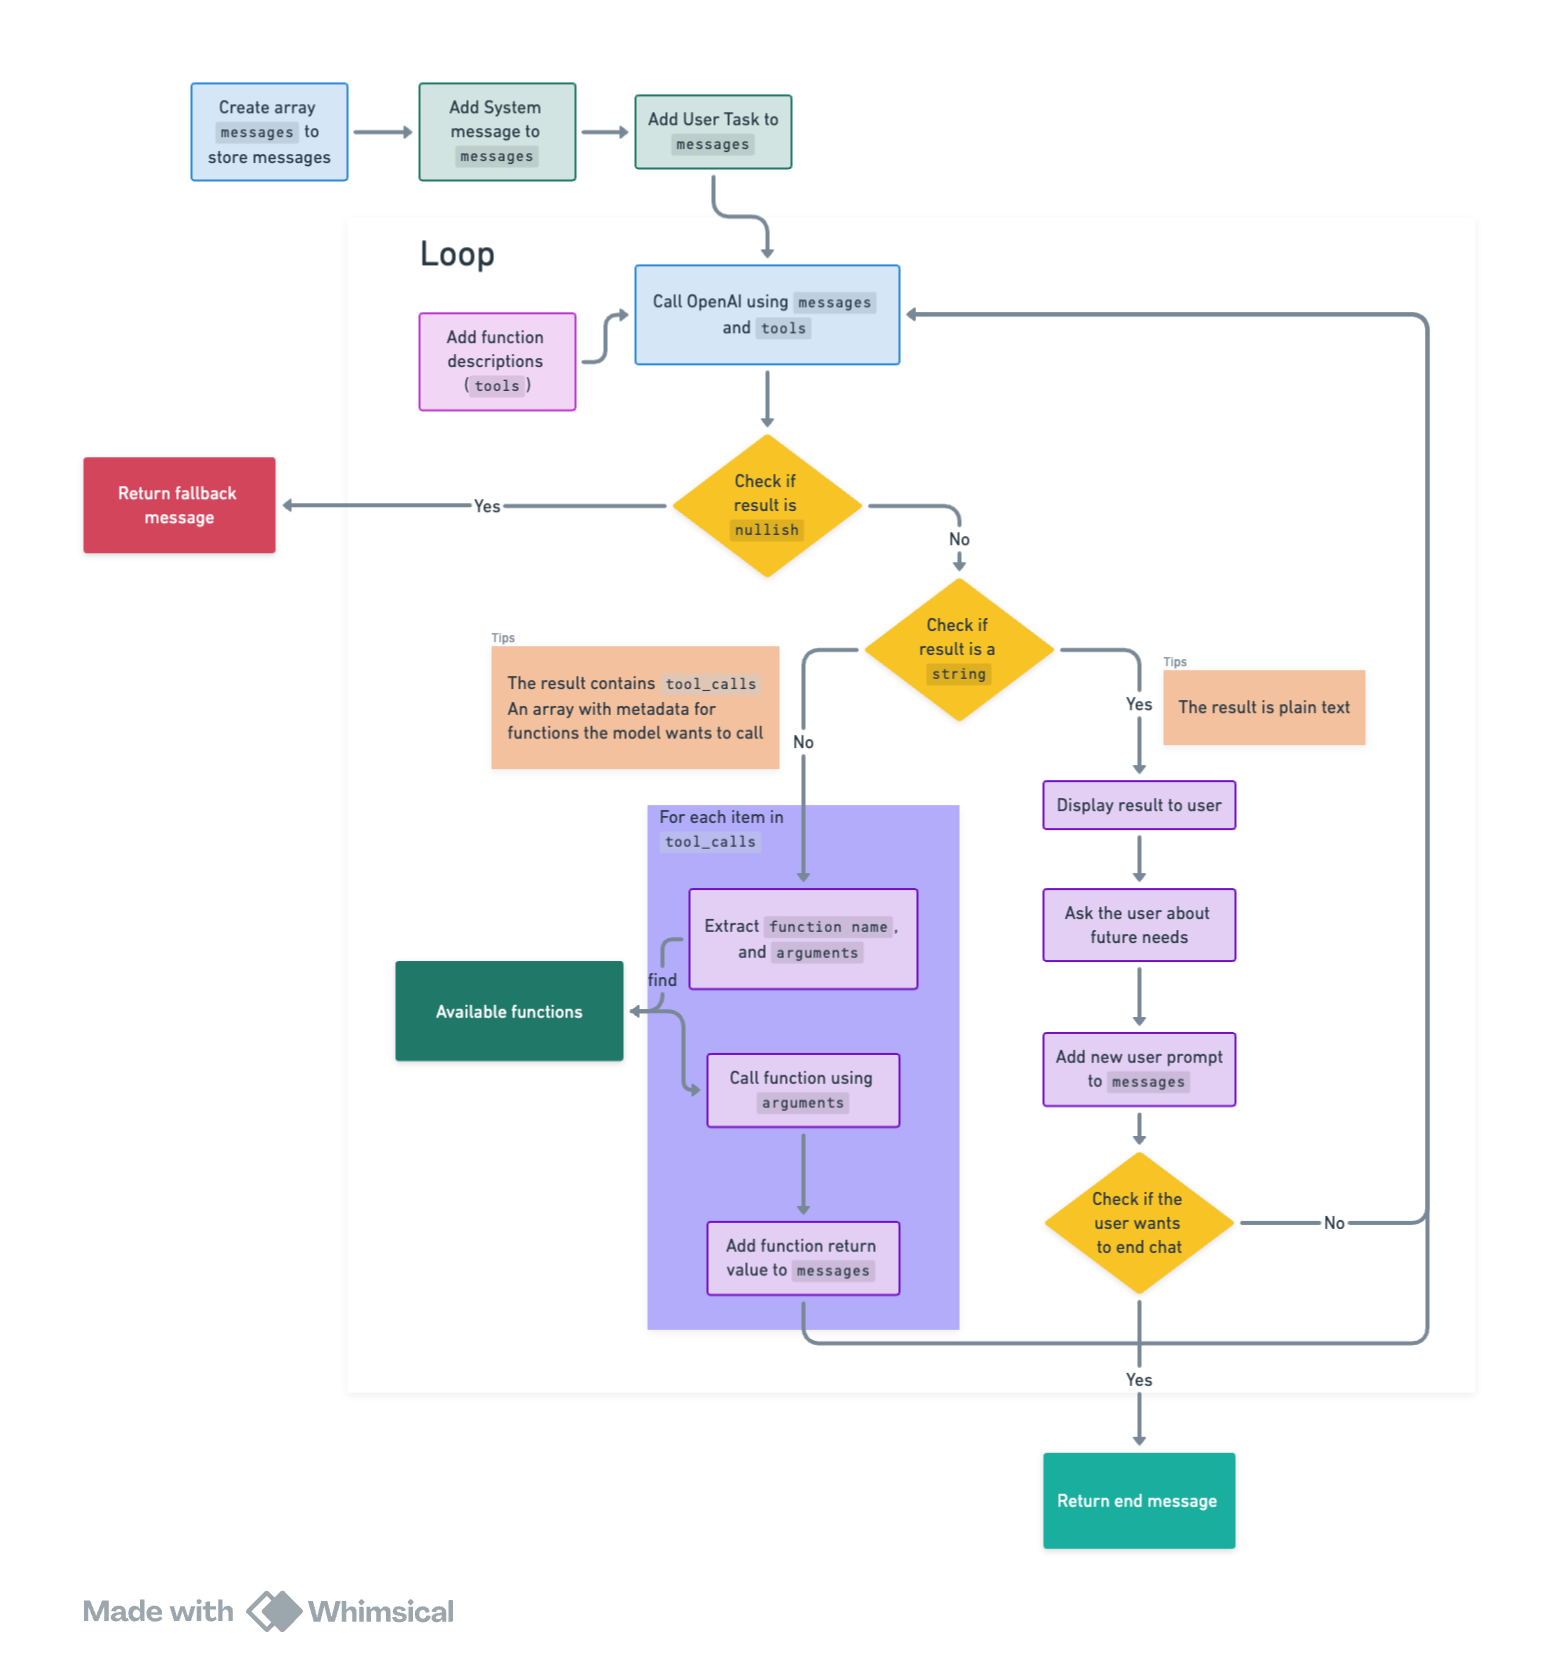 Create array
messages to
store messages
Add System
message to
messages
Add User Task to
messages
Loop
Call OpenAI using messages
and tools
Add function
descriptions
(tools)
Check if
result is
nullish
Yes
Return fallback
message
No
Check if
result is a
string
Tips
The result contains tool_calls
An array with metadata for
functions the model wants to call
No
Yes
Tips
The result is plain text
For each item in
tool_calls
Extract function name,
and arguments
find
Available functions
Call function using
arguments
Add function return
value to messages
Display result to user
Ask the user about
future needs
Add new user prompt
to messages
Check if the
user wants
to end chat
No
Yes
Return end message
Made with Whimsical